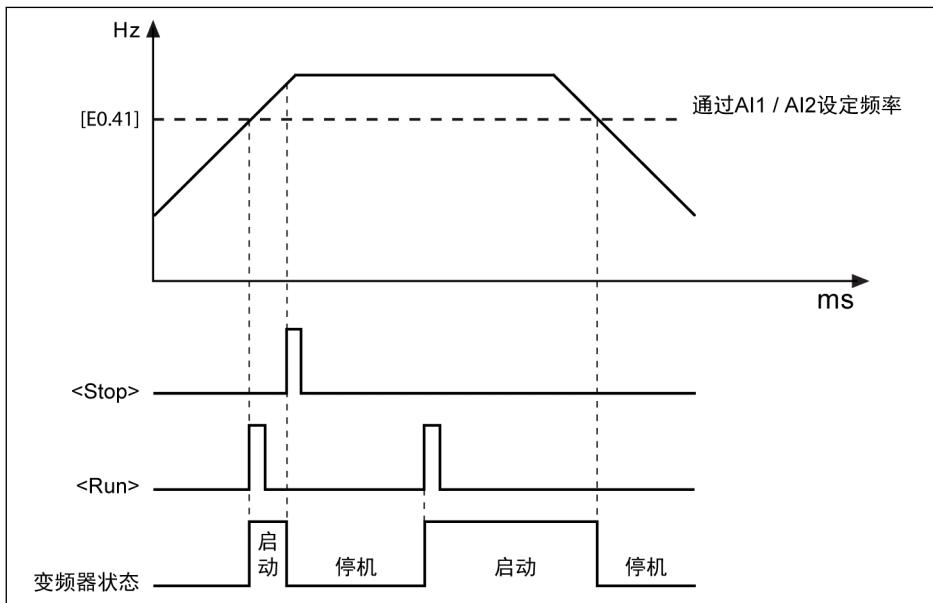 Hz
[E0.41]
通过AI1 / AI2设定频率
ms
<Stop>
<Run>
启动
停机
启动
停机
变频器状态